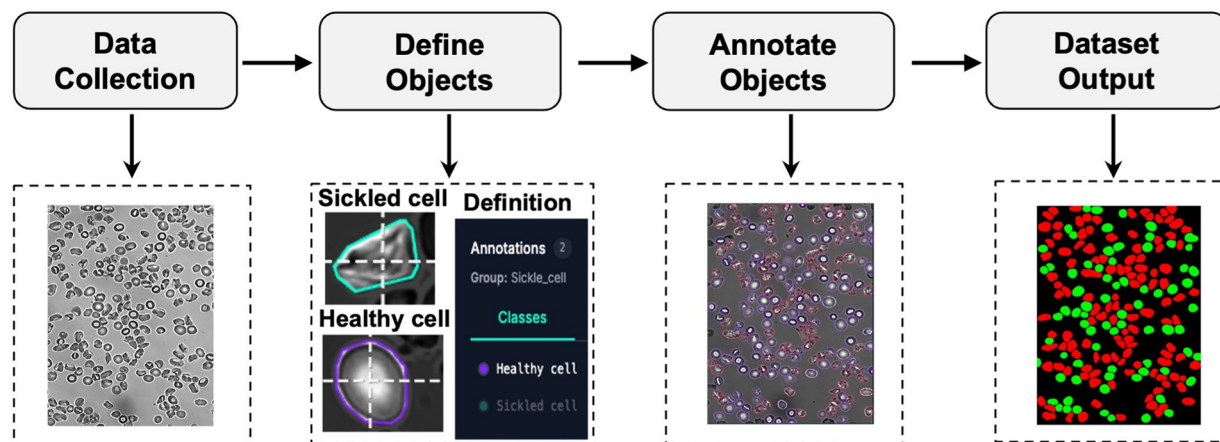 Data
Collection
Define
Objects
Annotate
Objects
Dataset
Output
Sickled cell
Healthy cell
Definition
Annotations 2
Group: Sickle_cell
Classes
Healthy cell
Sickled cell